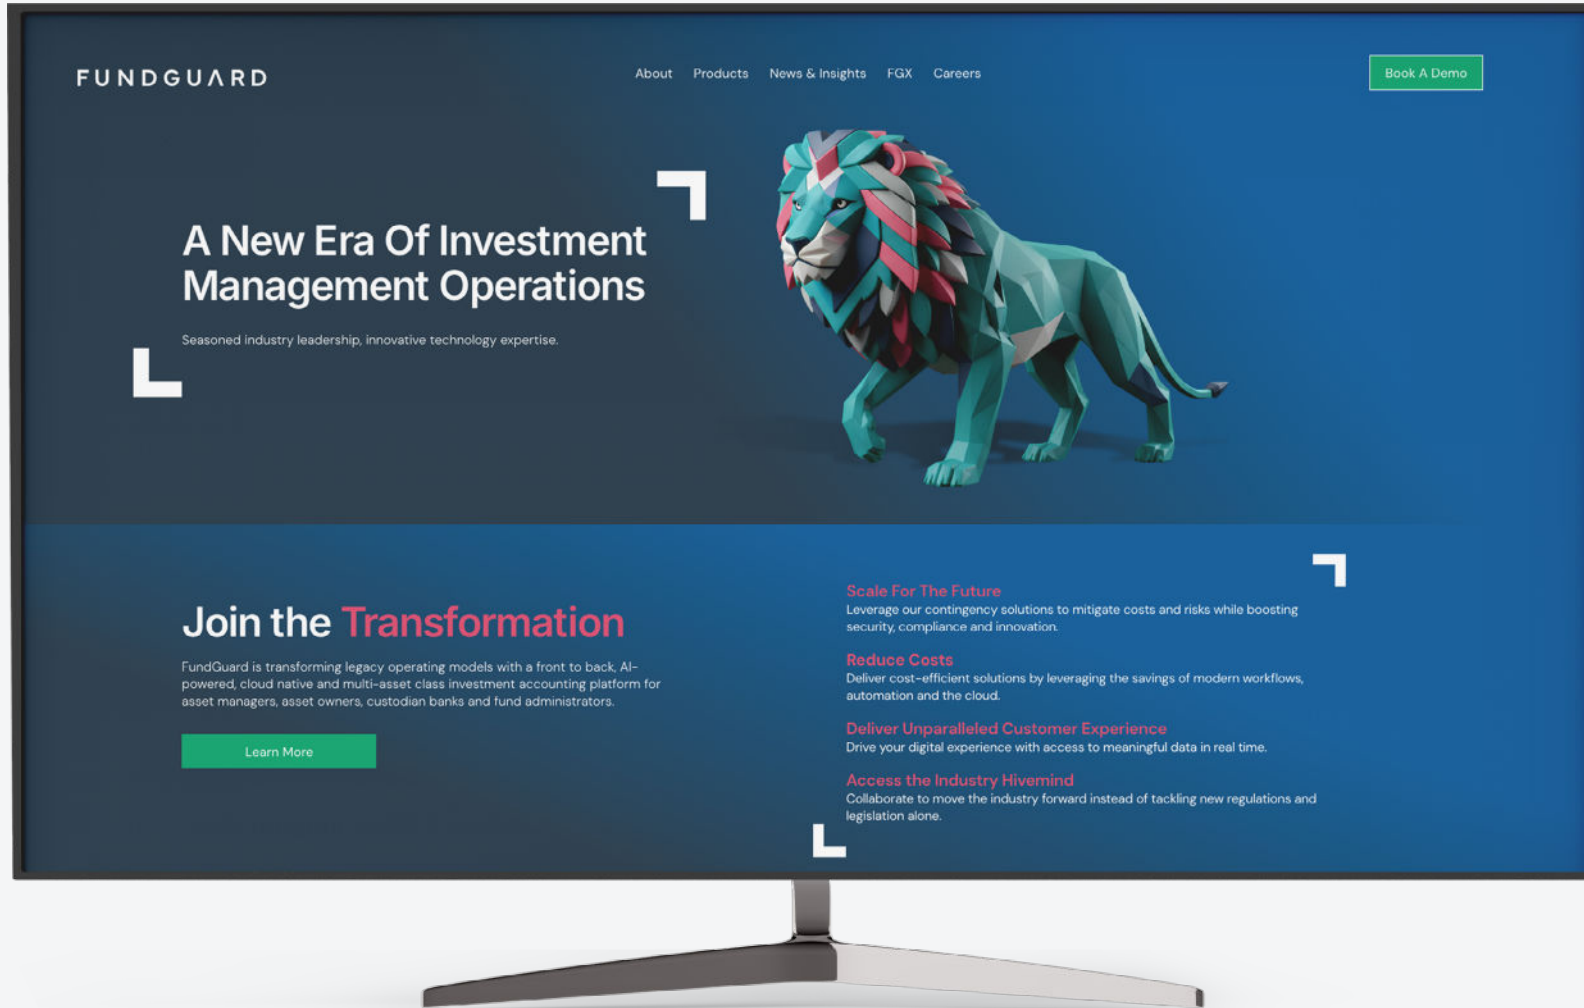 FUNDGUARD
About Products News & Insights FGX Careers
Book A Demo
A New Era Of Investment
Management Operations
Seasoned industry leadership, innovative technology expertise.
Join the Transformation
FundGuard is transforming legacy operating models with a front to back, AI-
powered, cloud native and multi-asset class investment accounting platform for
asset managers, asset owners, custodian banks and fund administrators.
Learn More
Scale For The Future
Leverage our contingency solutions to mitigate costs and risks while boosting
security, compliance and innovation.
Reduce Costs
Deliver cost-efficient solutions by leveraging the savings of modern workflows,
automation and the cloud.
Deliver Unparalleled Customer Experience
Drive your digital experience with access to meaningful data in real time.
Access the Industry Hivemind
Collaborate to move the industry forward instead of tackling new regulations and
legislation alone.